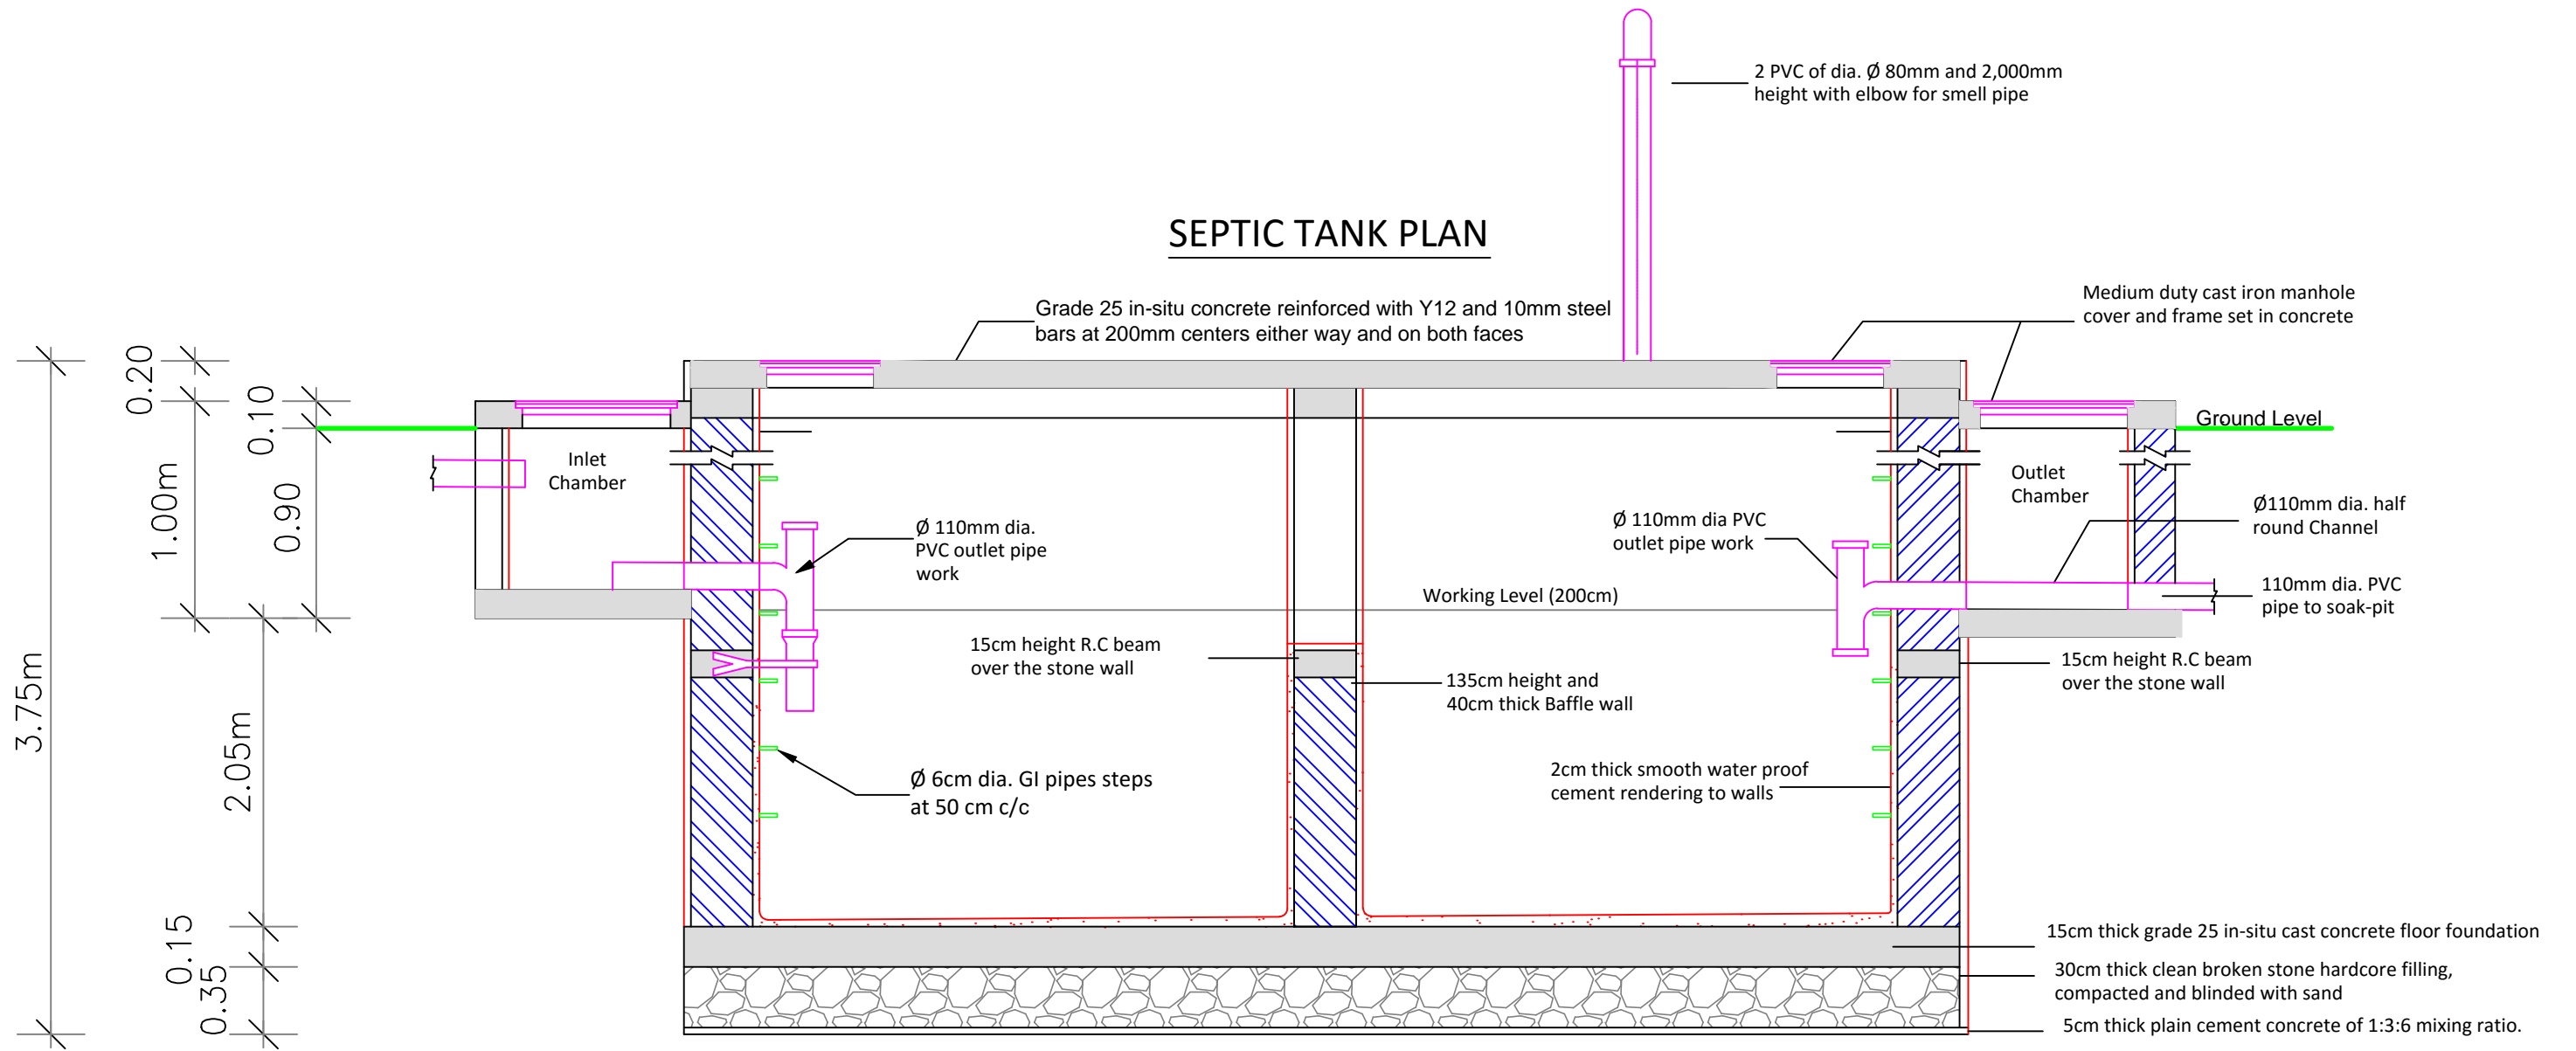 2 PVC of dia. Ø 80mm and 2,000mm
height with elbow for smell pipe
SEPTIC TANK PLAN
Grade 25 in-situ concrete reinforced with Y12 and 10mm steel
bars at 200mm centers either way and on both faces
Medium duty cast iron manhole
cover and frame set in concrete
0.20
0.10
1.00m
0.90
3.75m
2.05m
0.15
0.35
Ground Level
Inlet
Chamber
Outlet
Chamber
Ø 110mm dia.
PVC outlet pipe
work
Ø 110mm dia PVC
outlet pipe work
Ø110mm dia. half
round Channel
Working Level (200cm)
110mm dia. PVC
pipe to soak-pit
15cm height R.C beam
over the stone wall
135cm height and
40cm thick Baffle wall
15cm height R.C beam
over the stone wall
Ø 6cm dia. GI pipes steps
at 50 cm c/c
2cm thick smooth water proof
cement rendering to walls
15cm thick grade 25 in-situ cast concrete floor foundation
30cm thick clean broken stone hardcore filling,
compacted and blinded with sand
5cm thick plain cement concrete of 1:3:6 mixing ratio.